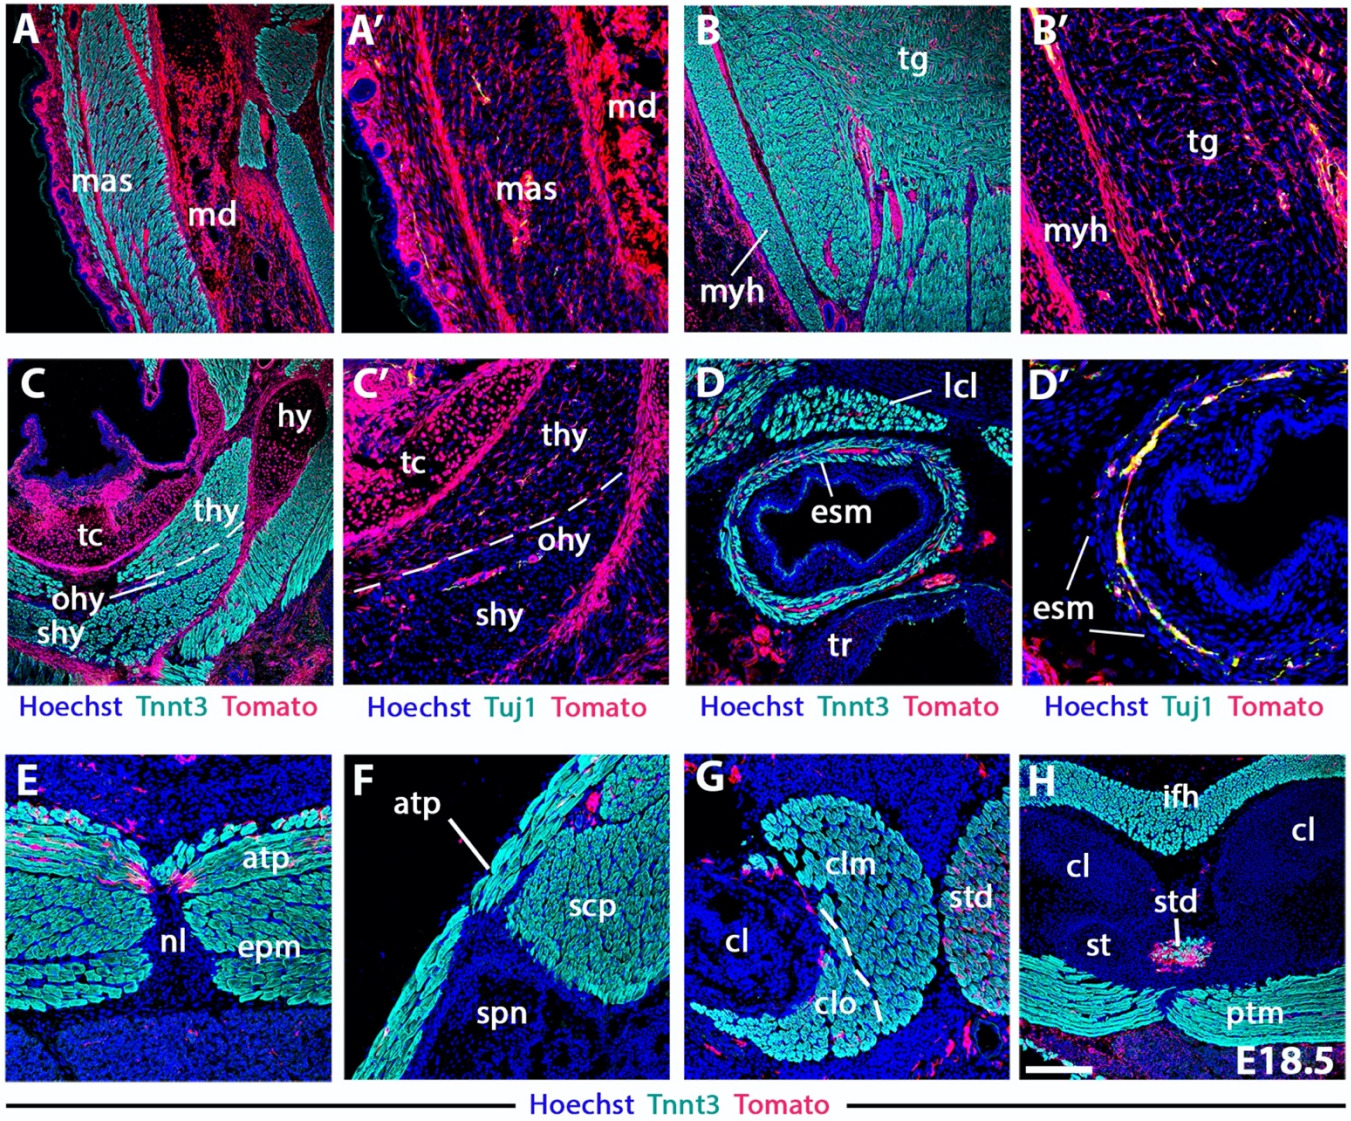 A
mas
md
A′
md
mas
B
tg
myh
B′
tg
myh
C
hy
thy
tc
ohy
shy
C′
thy
tc
ohy
shy
D
lcl
esm
tr
D′
esm
Hoechst Tnnt3 Tomato
Hoechst Tuj1 Tomato
Hoechst Tnnt3 Tomato
Hoechst Tuj1 Tomato
E
atp
nl
epm
F
atp
scp
spn
G
clm
std
cl
clo
H
ifh
cl
cl
std
st
ptm
E18.5
Hoechst Tnnt3 Tomato